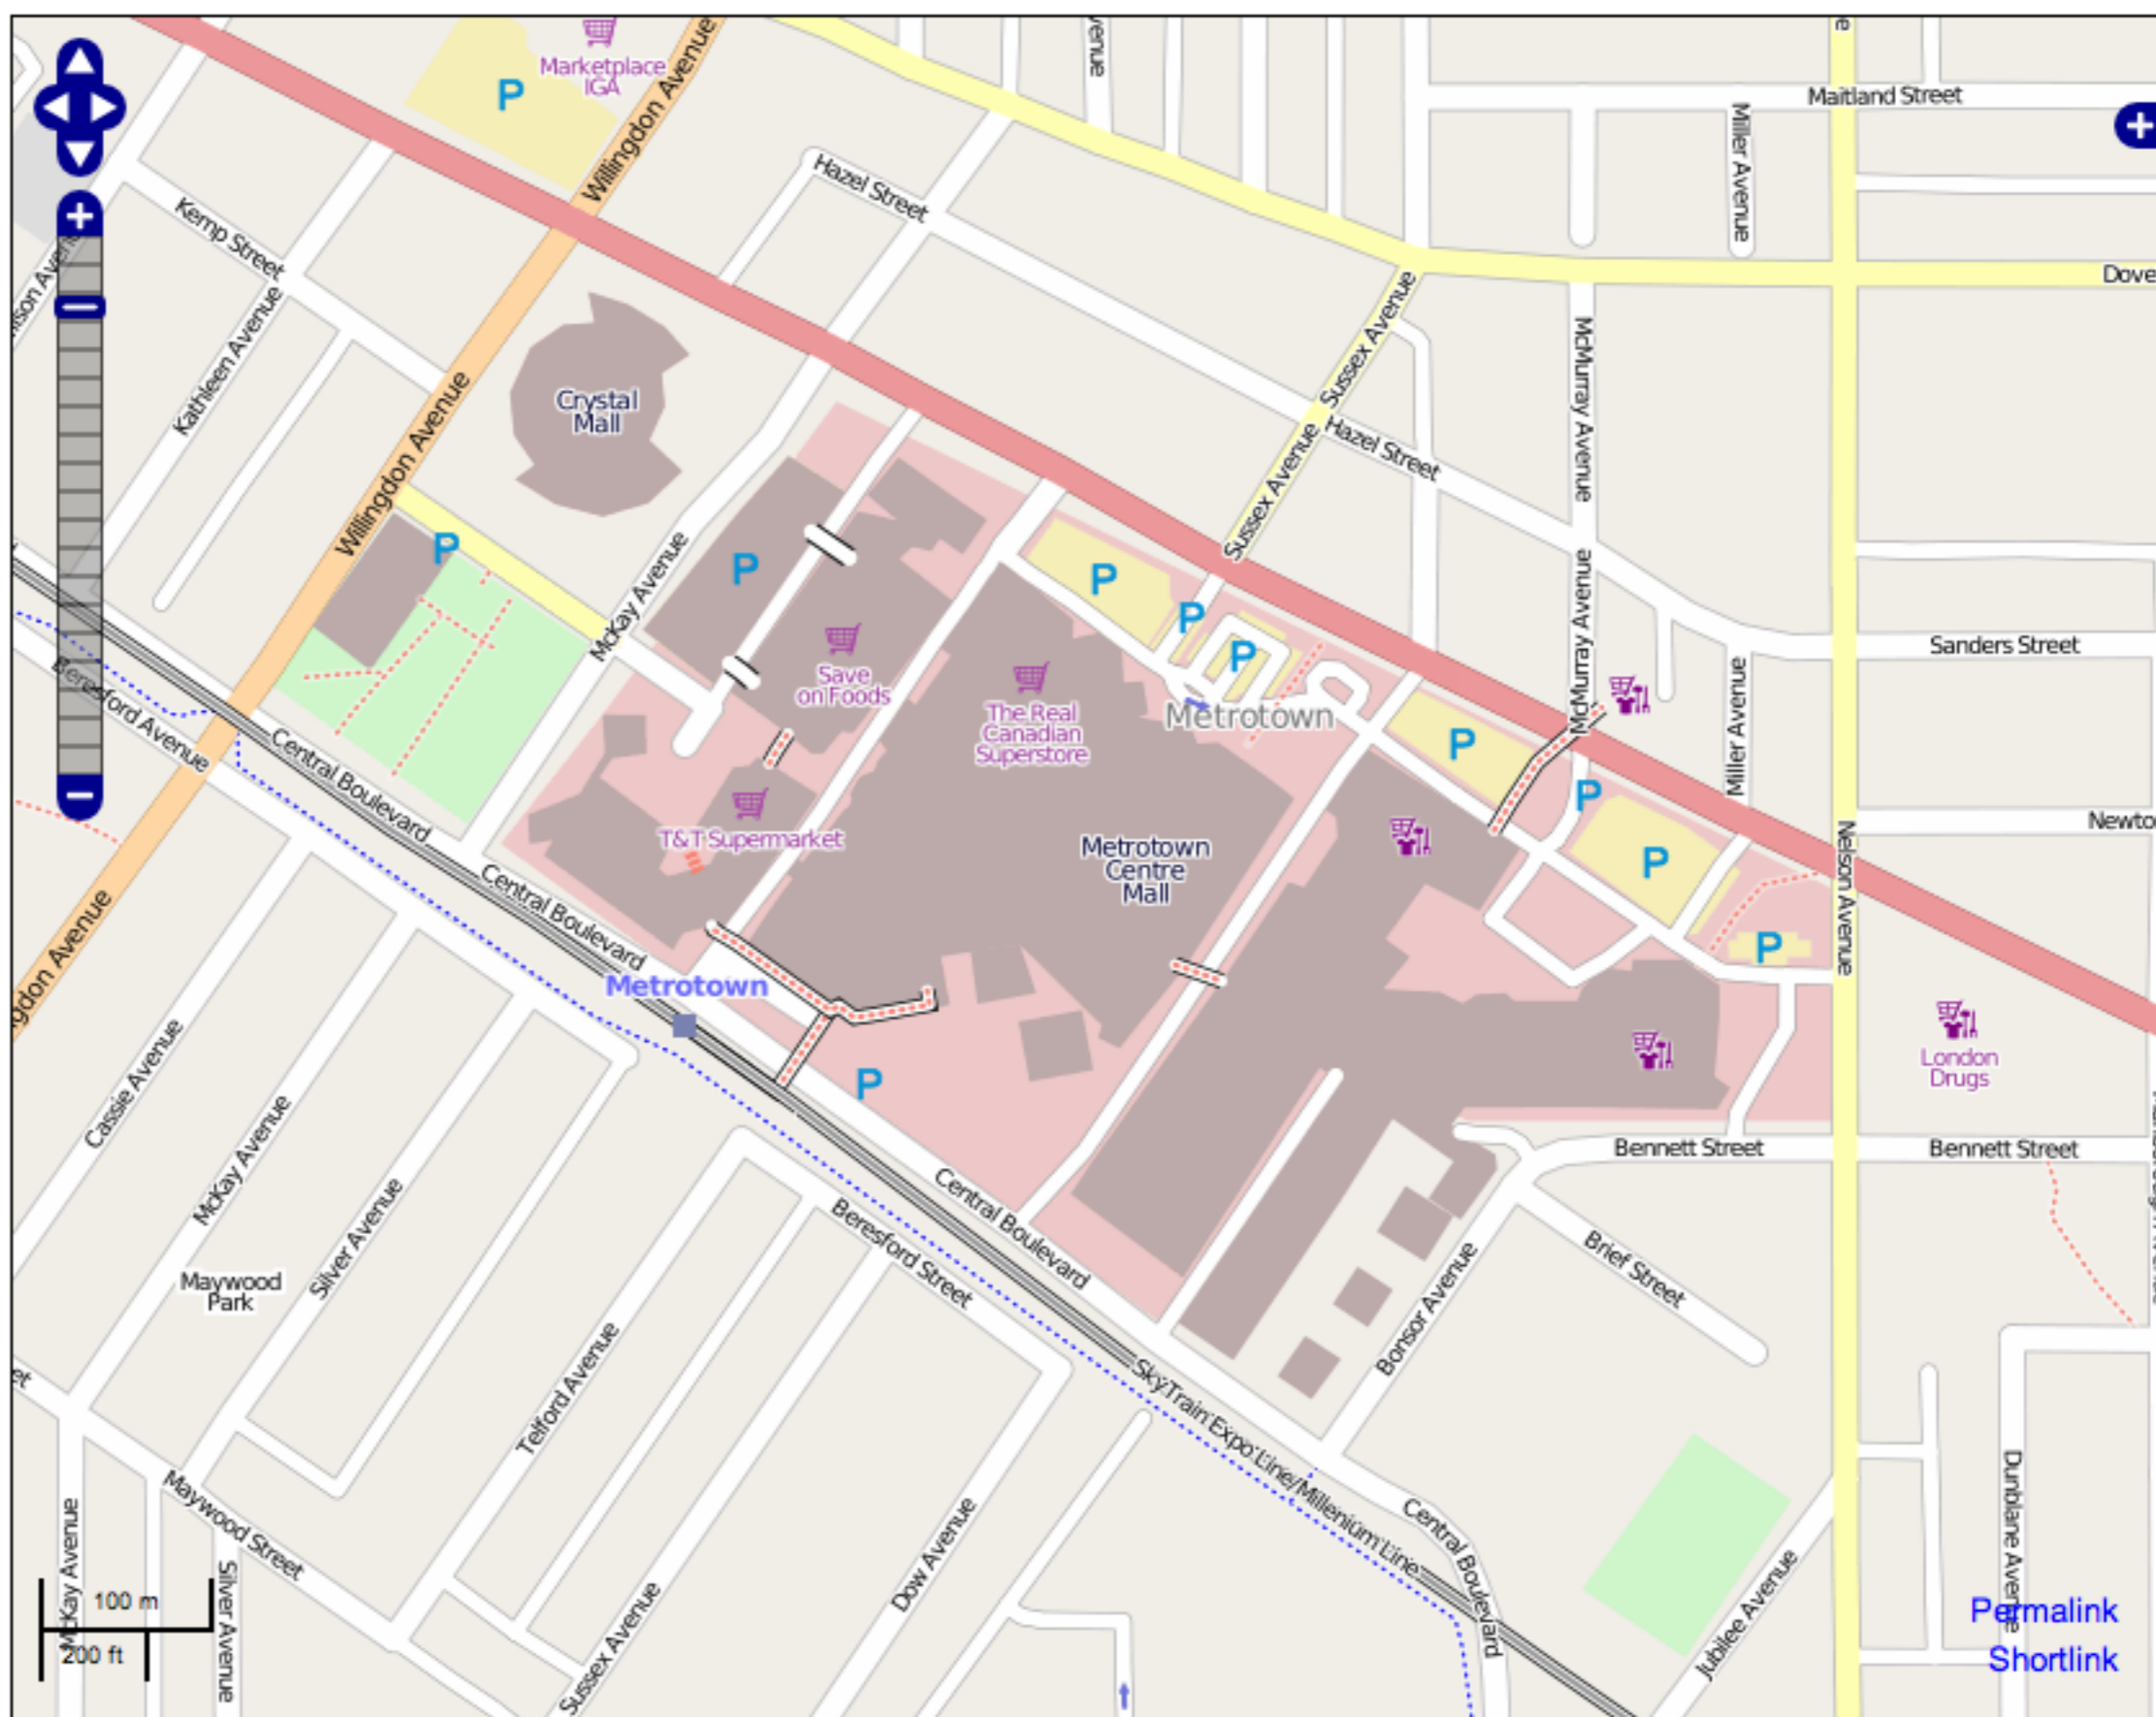 Marketplace
IGA
P
Willingdon Avenue
Maitland Street
Miller Avenue
Hazel Street
Kemp Street
Kathleen Avenue
Sussex Avenue
McMurray Avenue
Crystal
Mall
Willingdon Avenue
Hazel Street
Sussex Avenue
P
P
P
P
P
McKay Avenue
McMurray Avenue
Sanders Street
Save
on Foods
The Real
Canadian
Superstore
Metrotown
P
P
Miller Avenue
Beresford Avenue
Central Boulevard
T&T Supermarket
Metrotown
Centre
Mall
P
Nelson Avenue
P
Central Boulevard
Metrotown
P
London
Drugs
Cassie Avenue
McKay Avenue
Silver Avenue
Bennett Street
Bennett Street
Central Boulevard
Beresford Street
Brief Street
Bonsor Avenue
Maywood
Park
Telford Avenue
SkyTrain Expo Line/Millenium Line
Maywood Street
McKay Avenue
Silver Avenue
Sussex Avenue
Dow Avenue
Central Boulevard
Jubilee Avenue
Dunblane Avenue
100 m
200 ft
Permalink
Shortlink